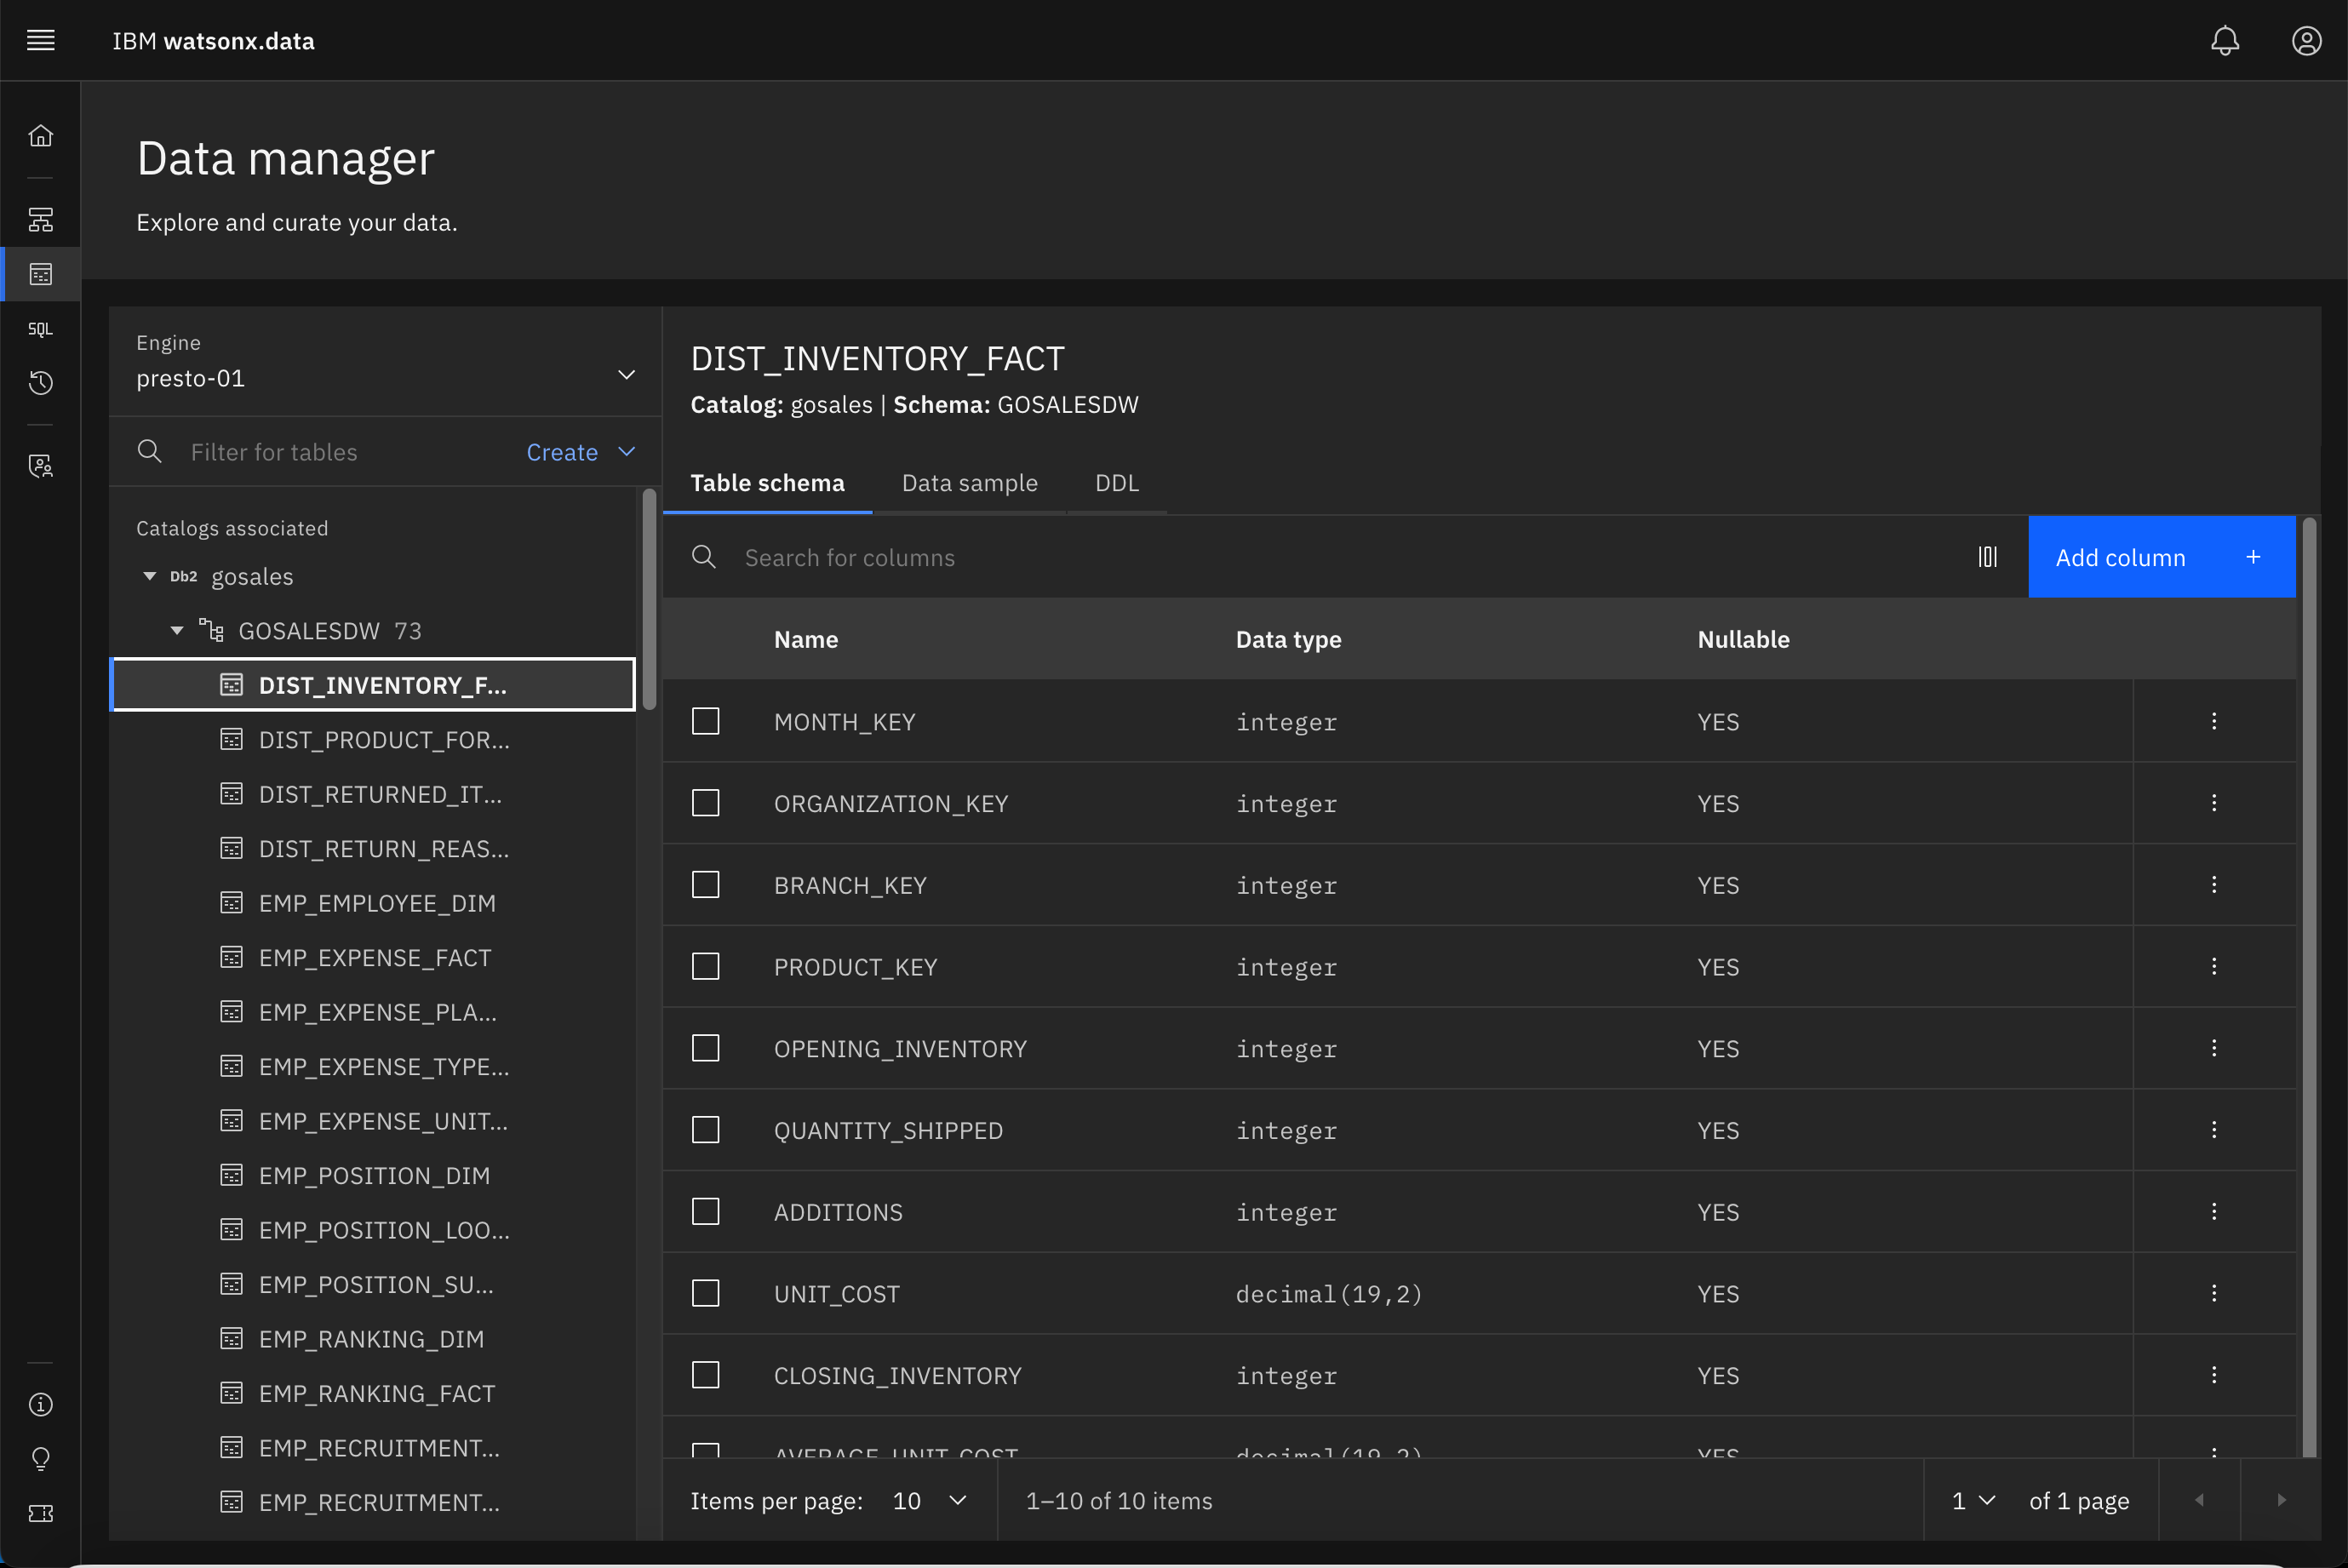 IBM watsonx.data
Data manager
Explore and curate your data.
SQL
Engine
presto-01
Filter for tables
Create
Catalogs associated
Db2 gosales
GOSALESDW 73
DIST_INVENTORY_F...
DIST_PRODUCT_FOR...
DIST_RETURNED_IT...
DIST_RETURN_REAS...
EMP_EMPLOYEE_DIM
EMP_EXPENSE_FACT
EMP_EXPENSE_PLA...
EMP_EXPENSE_TYPE...
EMP_EXPENSE_UNIT...
EMP_POSITION_DIM
EMP_POSITION_LOO...
EMP_POSITION_SU...
EMP_RANKING_DIM
EMP_RANKING_FACT
EMP_RECRUITMENT...
EMP_RECRUITMENT...
DIST_INVENTORY_FACT
Catalog: gosales | Schema: GOSALESDW
Table schema Data sample DDL
Search for columns
Add column +
Name Data type Nullable
MONTH_KEY integer YES
ORGANIZATION_KEY integer YES
BRANCH_KEY integer YES
PRODUCT_KEY integer YES
OPENING_INVENTORY integer YES
QUANTITY_SHIPPED integer YES
ADDITIONS integer YES
UNIT_COST decimal(19,2) YES
CLOSING_INVENTORY integer YES
AVERAGE_UNIT_COST decimal(19,2) YES
Items per page: 10 1–10 of 10 items 1 of 1 page